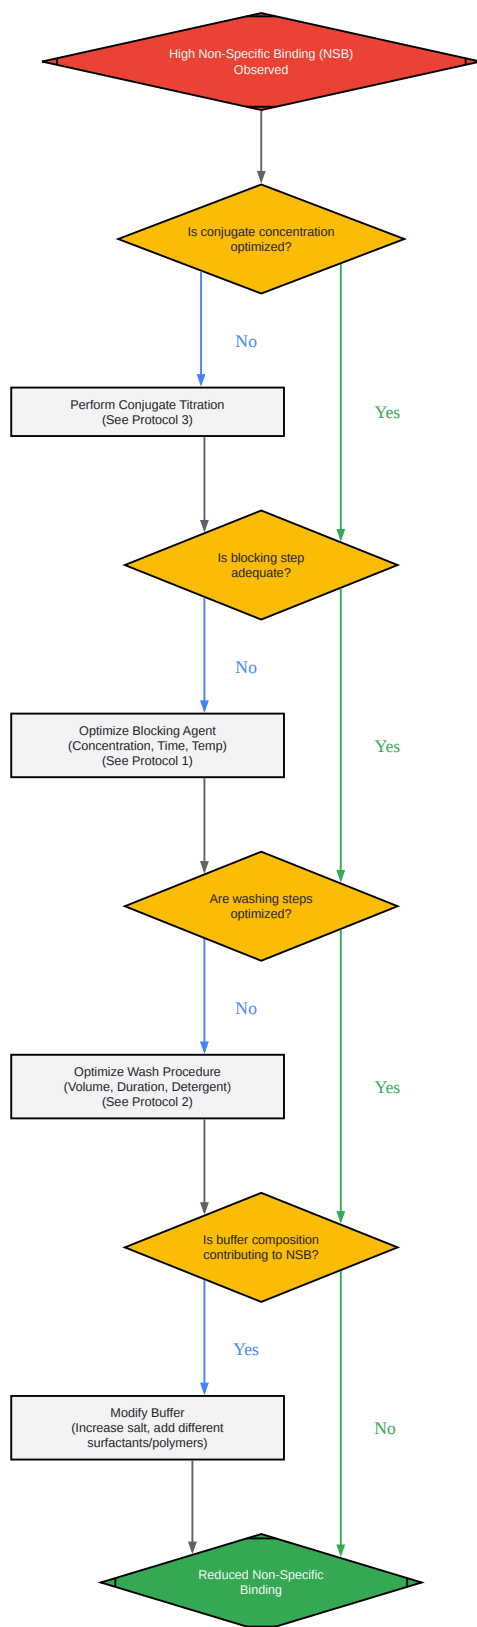 High Non-Specific Binding (NSB)
Observed
Is conjugate concentration
optimized?
No
Perform Conjugate Titration
(See Protocol 3)
Yes
Is blocking step
adequate?
No
Optimize Blocking Agent
(Concentration, Time, Temp)
(See Protocol 1)
Yes
Are washing steps
optimized?
No
Optimize Wash Procedure
(Volume, Duration, Detergent)
(See Protocol 2)
Yes
Is buffer composition
contributing to NSB?
Yes
Modify Buffer
(Increase salt, add different
surfactants/polymers)
No
Reduced Non-Specific
Binding